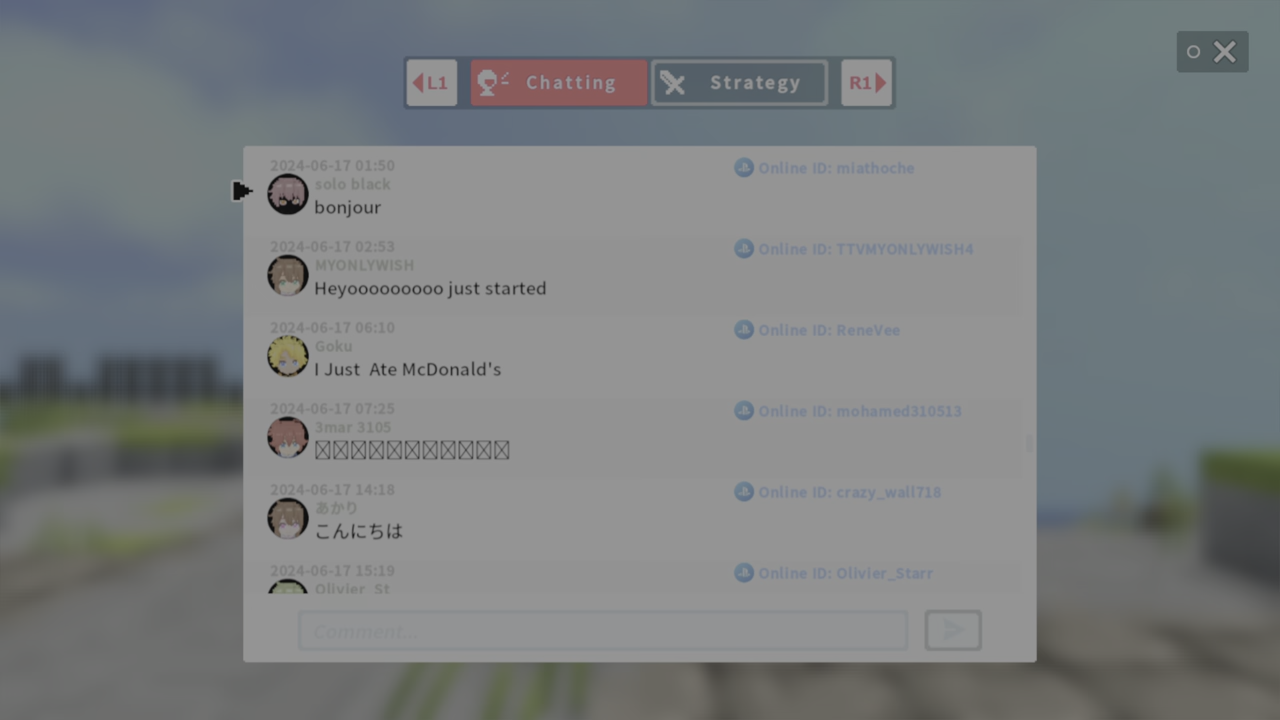 L1
Chatting
Strategy
R1
2024-06-17 01:50
Online ID: miathoche
solo black
bonjour
2024-06-17 02:53
Online ID: TTVMYONLYWISH4
MYONLYWISH
Heyooooooooo just started
2024-06-17 06:10
Online ID: ReneVee
Goku
I Just  Ate McDonald's
2024-06-17 07:25
Online ID: mohamed310513
3mar 3105
2024-06-17 14:18
Online ID: crazy_wall718
あかり
こんにちは
2024-06-17 15:19
Online ID: Olivier_Starr
Olivier_St
Comment...